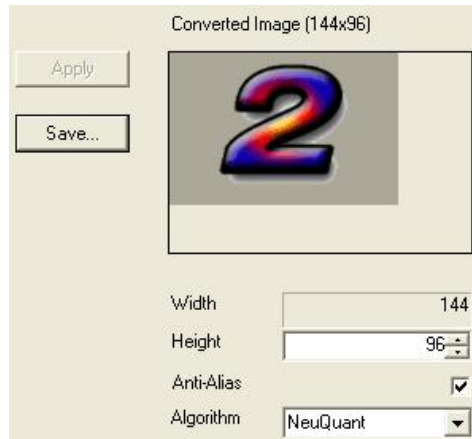 Converted Image (144x96)
Apply
Save...
2
Width 144
Height 96
Anti-Alias
Algorithm NeuQuant